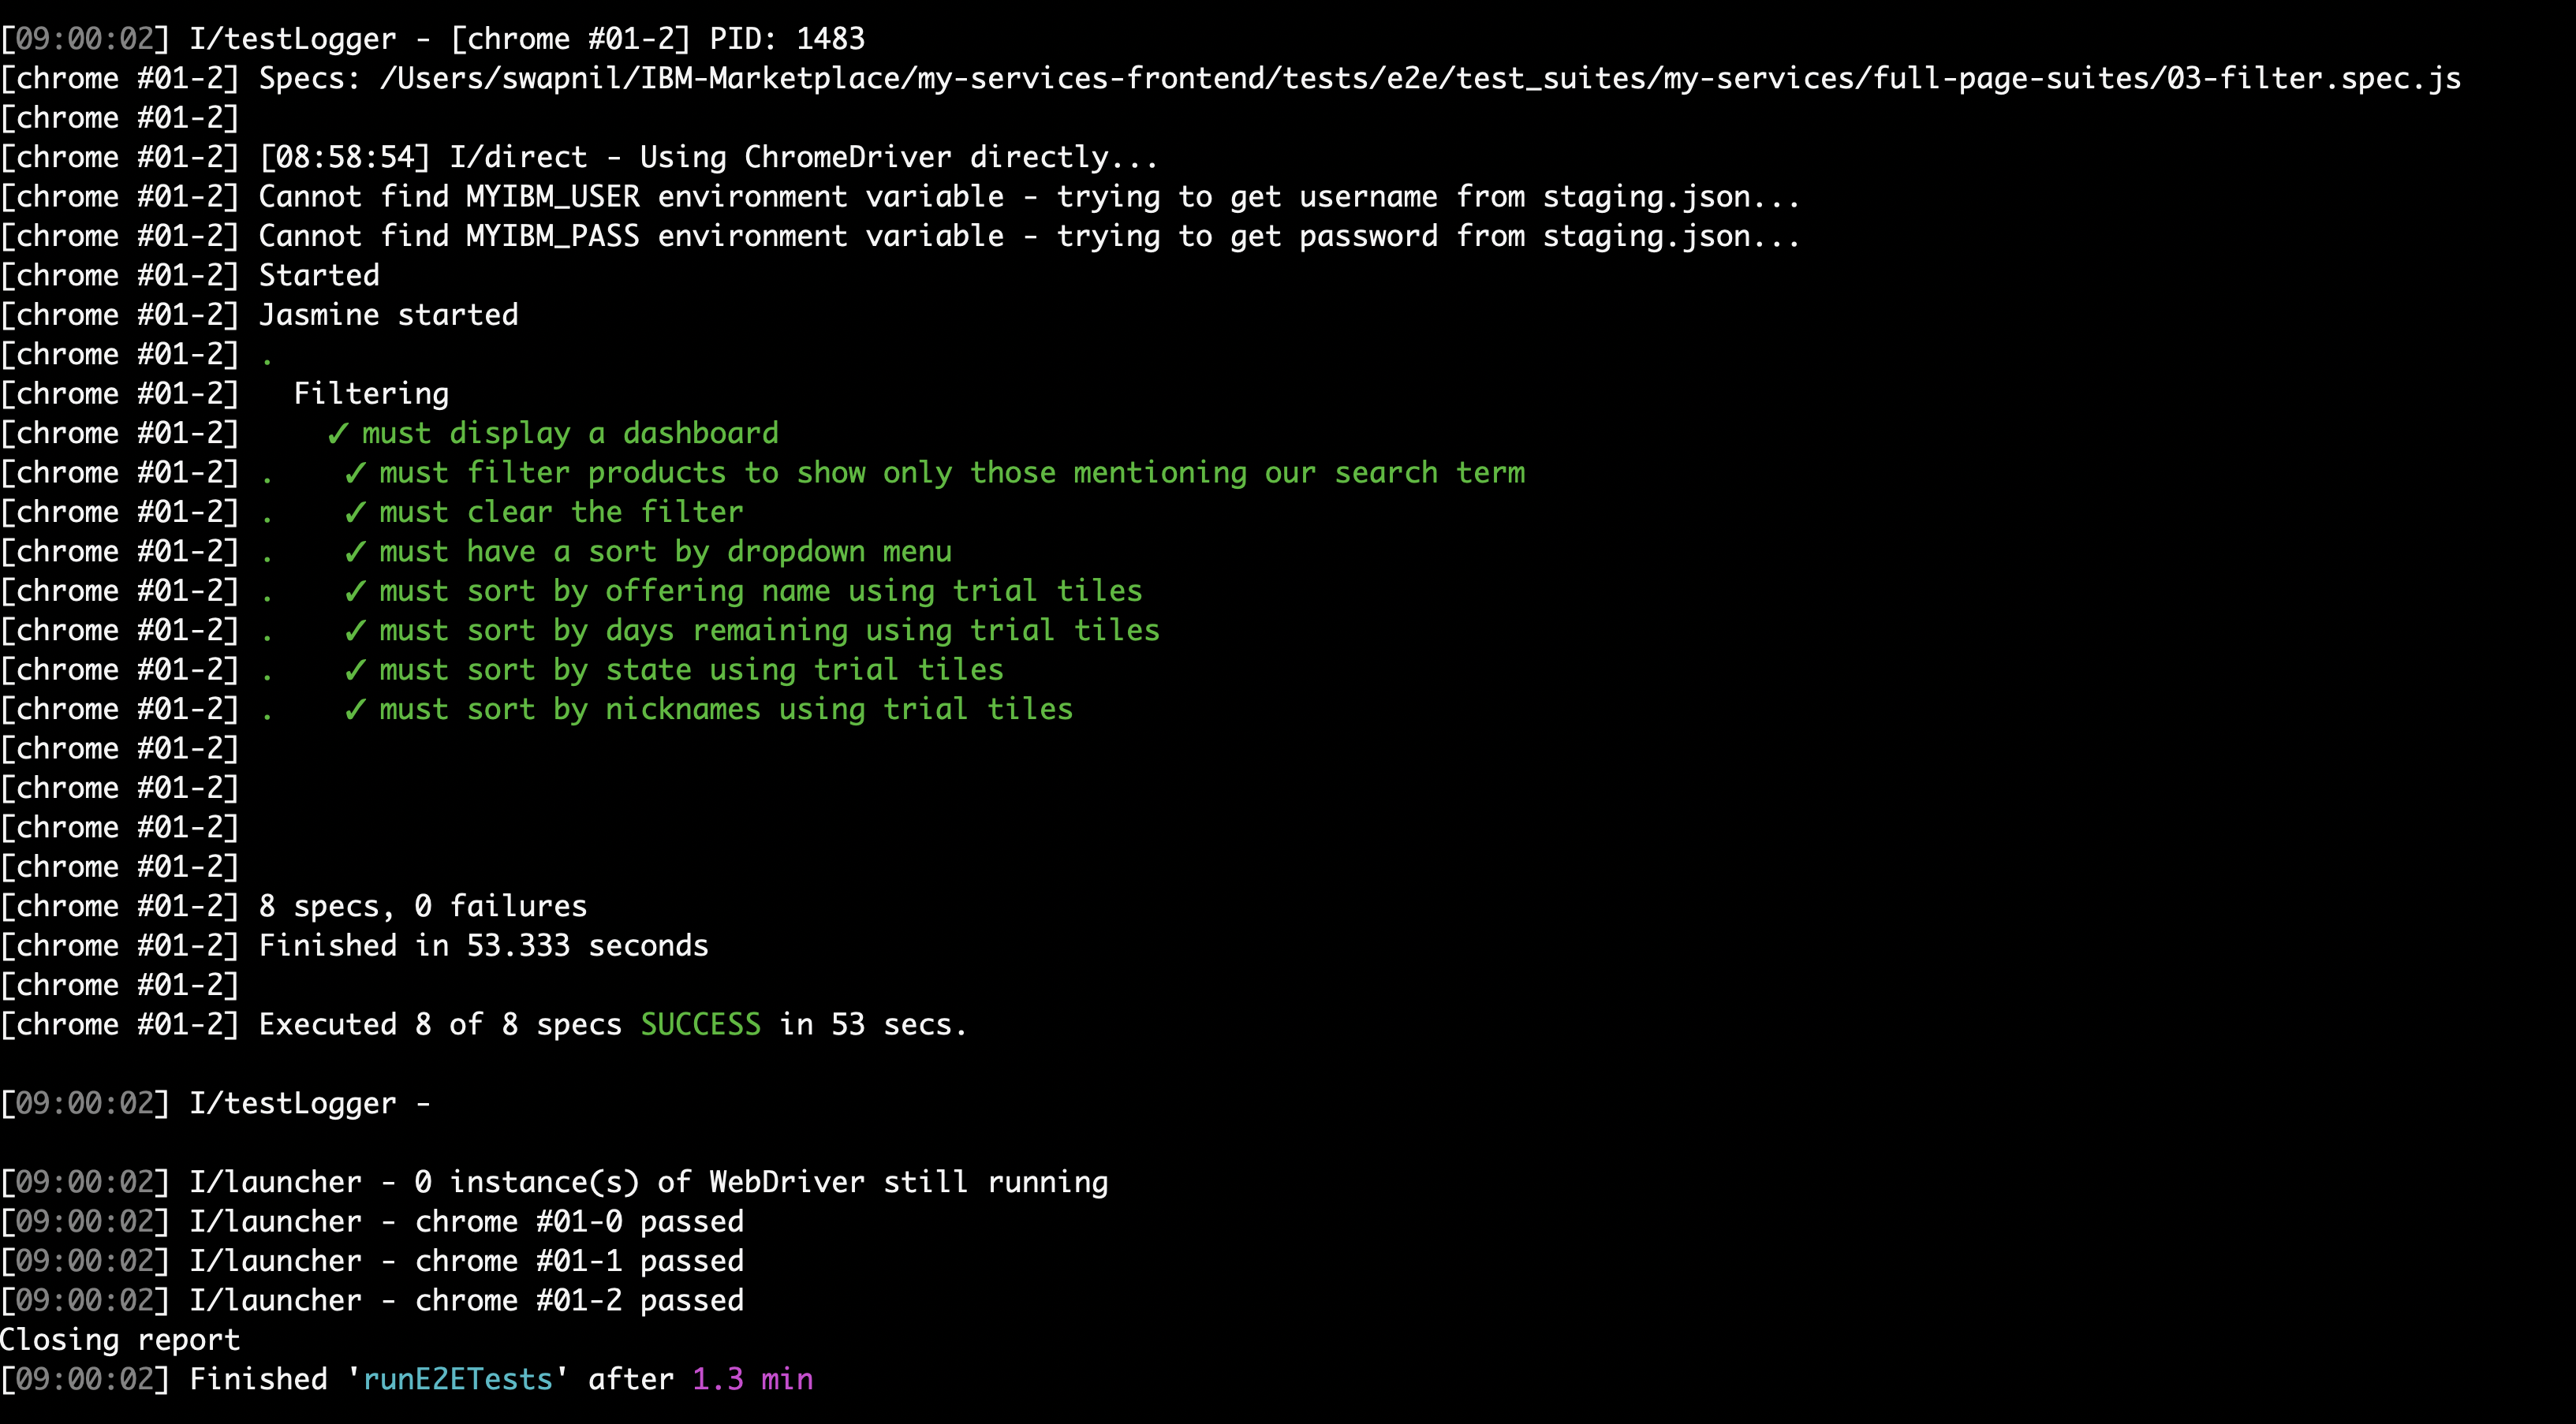 [09:00:02] I/testLogger - [chrome #01-2] PID: 1483
[chrome #01-2] Specs: /Users/swapnil/IBM-Marketplace/my-services-frontend/tests/e2e/test_suites/my-services/full-page-suites/03-filter.spec.js
[chrome #01-2]
[chrome #01-2] [08:58:54] I/direct - Using ChromeDriver directly...
[chrome #01-2] Cannot find MYIBM_USER environment variable - trying to get username from staging.json...
[chrome #01-2] Cannot find MYIBM_PASS environment variable - trying to get password from staging.json...
[chrome #01-2] Started
[chrome #01-2] Jasmine started
[chrome #01-2] .
[chrome #01-2]   Filtering
[chrome #01-2]     ✓ must display a dashboard
[chrome #01-2] .    ✓ must filter products to show only those mentioning our search term
[chrome #01-2] .    ✓ must clear the filter
[chrome #01-2] .    ✓ must have a sort by dropdown menu
[chrome #01-2] .    ✓ must sort by offering name using trial tiles
[chrome #01-2] .    ✓ must sort by days remaining using trial tiles
[chrome #01-2] .    ✓ must sort by state using trial tiles
[chrome #01-2] .    ✓ must sort by nicknames using trial tiles
[chrome #01-2]
[chrome #01-2]
[chrome #01-2]
[chrome #01-2]
[chrome #01-2] 8 specs, 0 failures
[chrome #01-2] Finished in 53.333 seconds
[chrome #01-2]
[chrome #01-2] Executed 8 of 8 specs SUCCESS in 53 secs.
[09:00:02] I/testLogger -
[09:00:02] I/launcher - 0 instance(s) of WebDriver still running
[09:00:02] I/launcher - chrome #01-0 passed
[09:00:02] I/launcher - chrome #01-1 passed
[09:00:02] I/launcher - chrome #01-2 passed
Closing report
[09:00:02] Finished 'runE2ETests' after 1.3 min